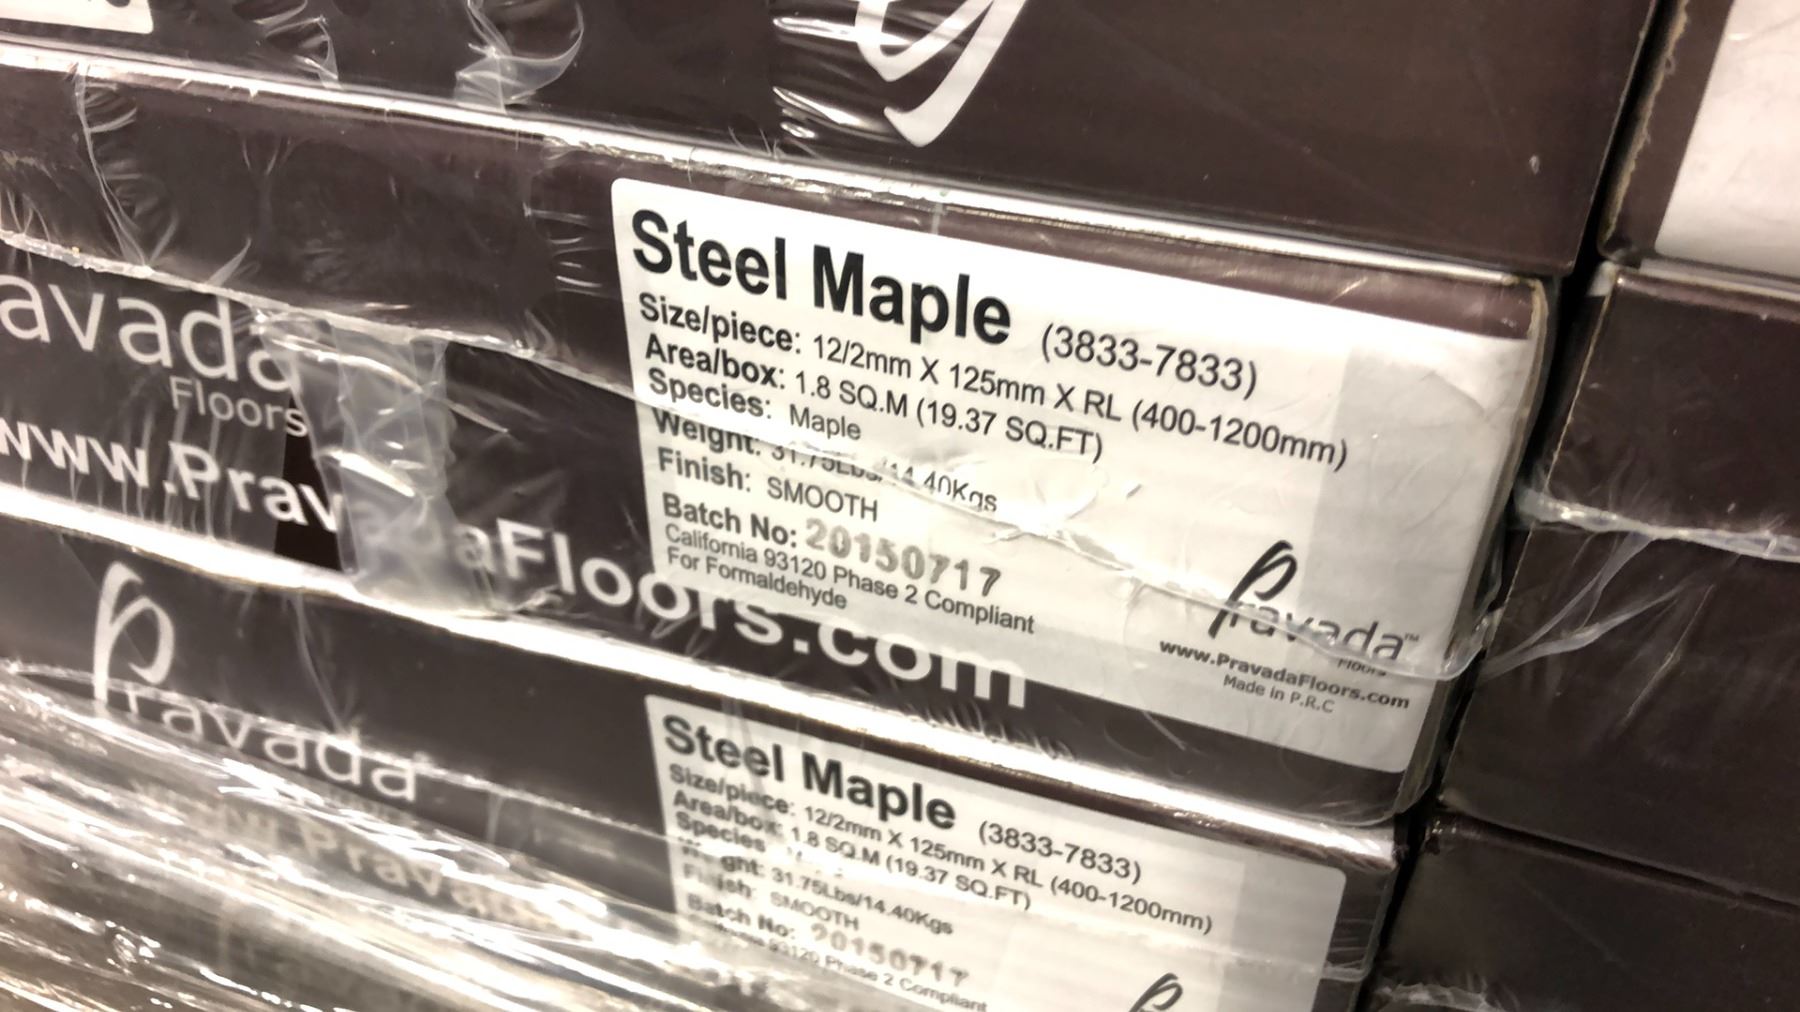 Steel Maple (3833-7833)
Size/piece: 12/2mm X 125mm X RL (400-1200mm)
Area/box: 1.8 SQ.M (19.37 SQ.FT)
Species: Maple
Weight: 31.75Lbs/14.40Kgs
Finish: SMOOTH
Batch No: 20150717
California 93120 Phase 2 Compliant
For Formaldehyde
Pravada™
Floors
www.PravadaFloors.com
Made in P.R.C
avada
Floors
www.PravadaFloors.com
Pravada
Steel Maple (3833-7833)
Size/piece: 12/2mm X 125mm X RL (400-1200mm)
Area/box: 1.8 SQ.M (19.37 SQ.FT)
Species
Weight: 31.75Lbs/14.40Kgs
Finish: SMOOTH
Batch No: 20150717
93120 Phase 2 Compliant